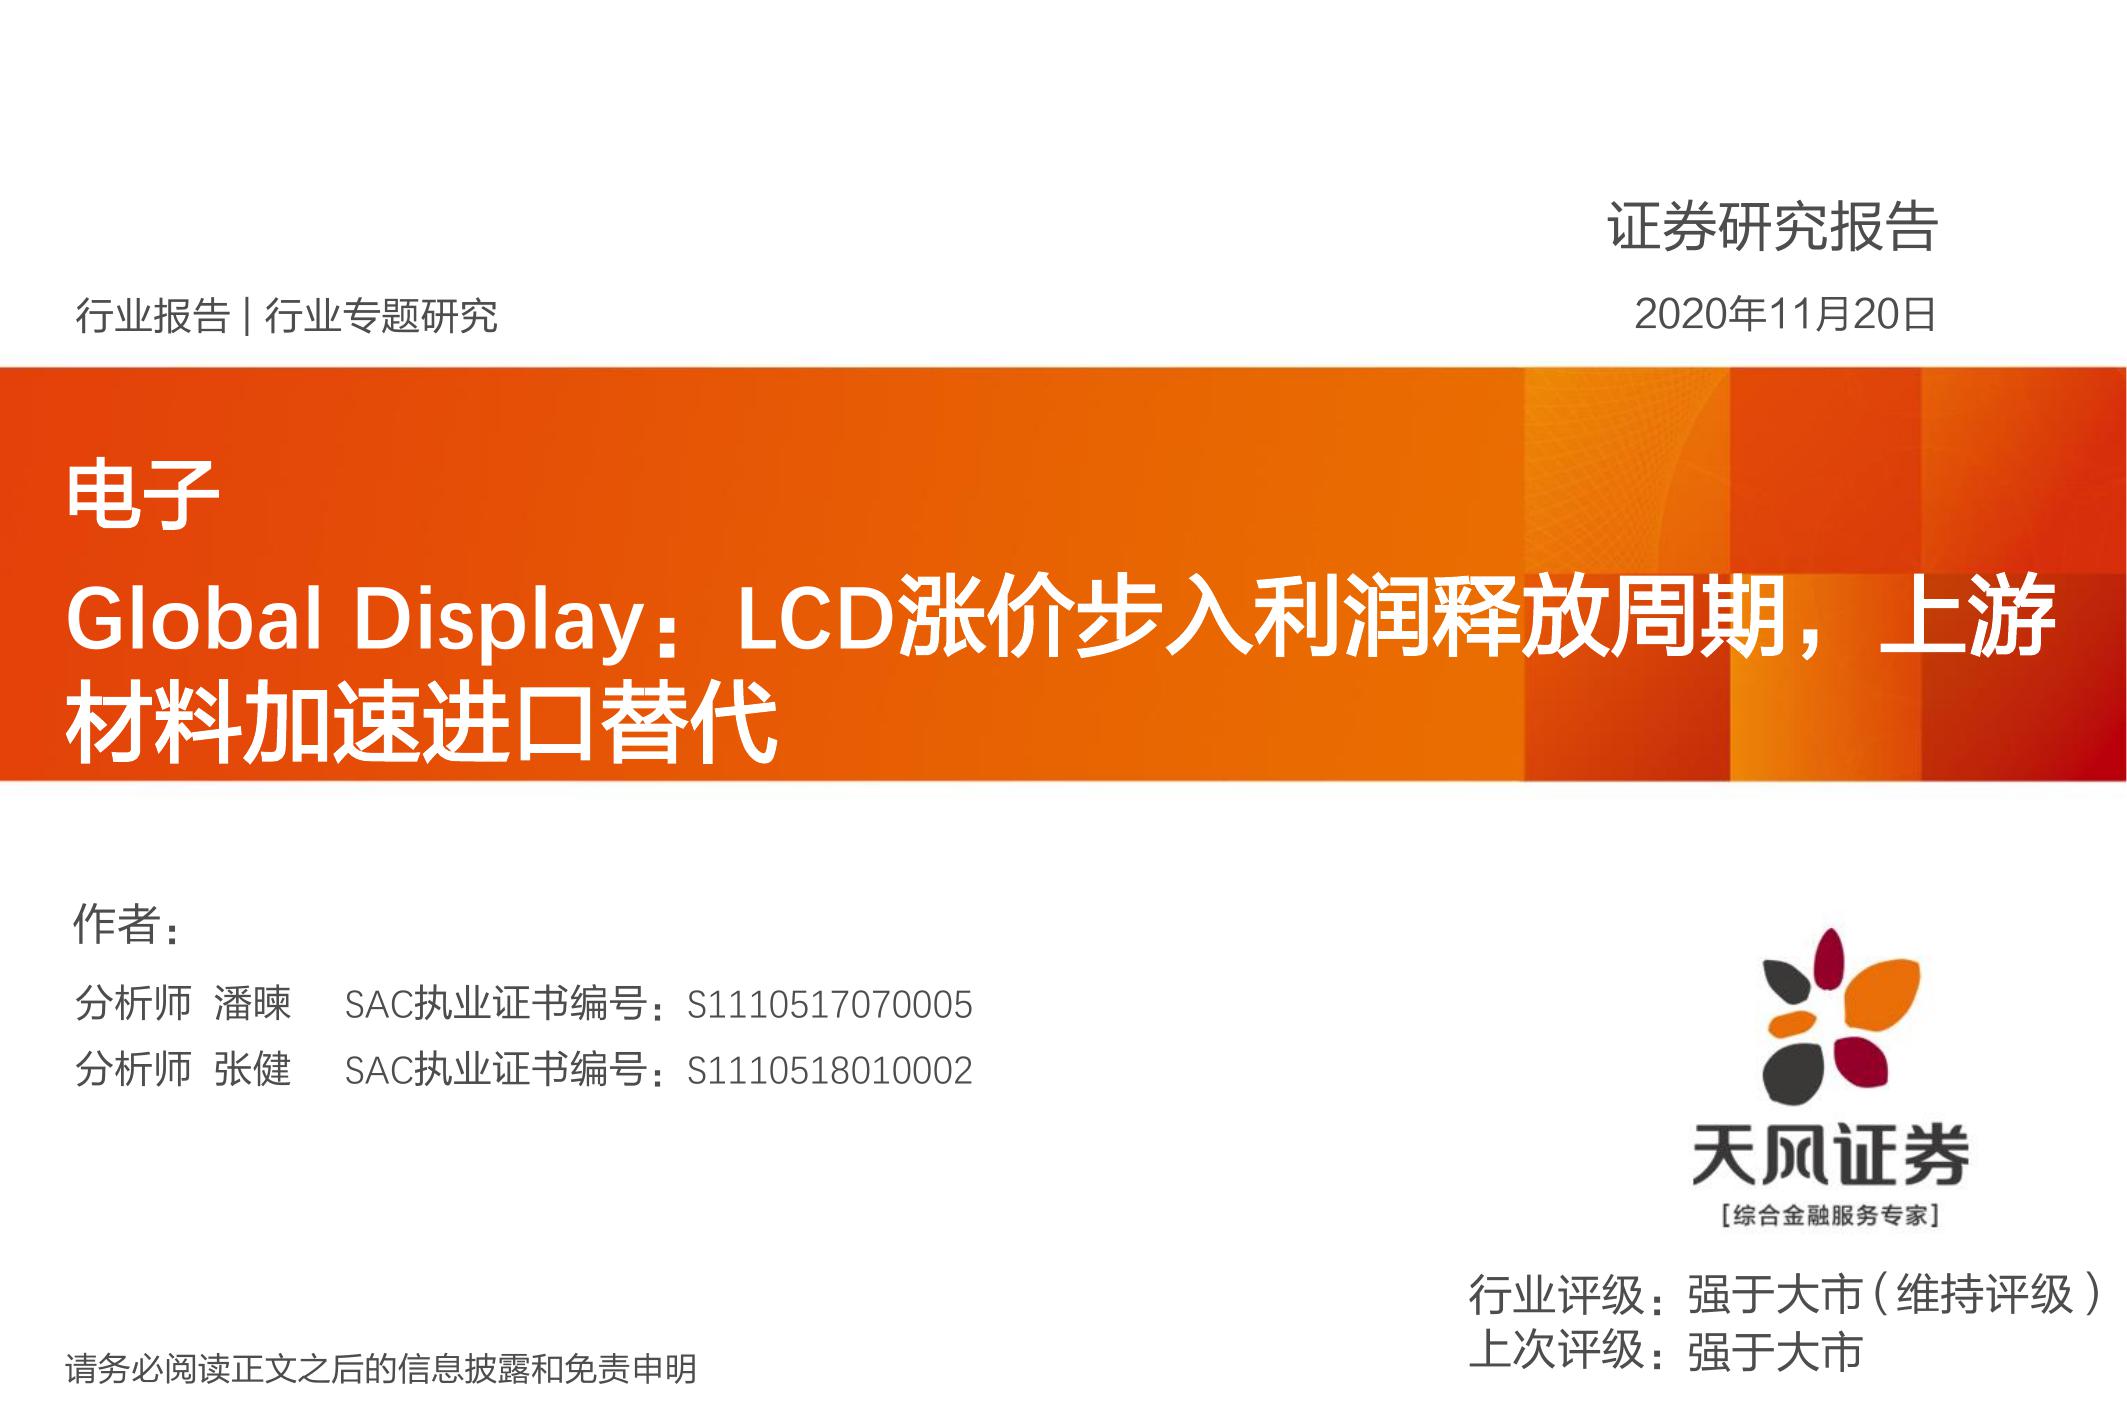 证券研究报告
行业报告 | 行业专题研究
2020年11月20日
电子
Global Display：LCD涨价步入利润释放周期，上游
材料加速进口替代
作者：
分析师 潘暕 SAC执业证书编号：S1110517070005
分析师 张健 SAC执业证书编号：S1110518010002
天风证券
[综合金融服务专家]
行业评级：强于大市（维持评级）
上次评级：强于大市
请务必阅读正文之后的信息披露和免责申明